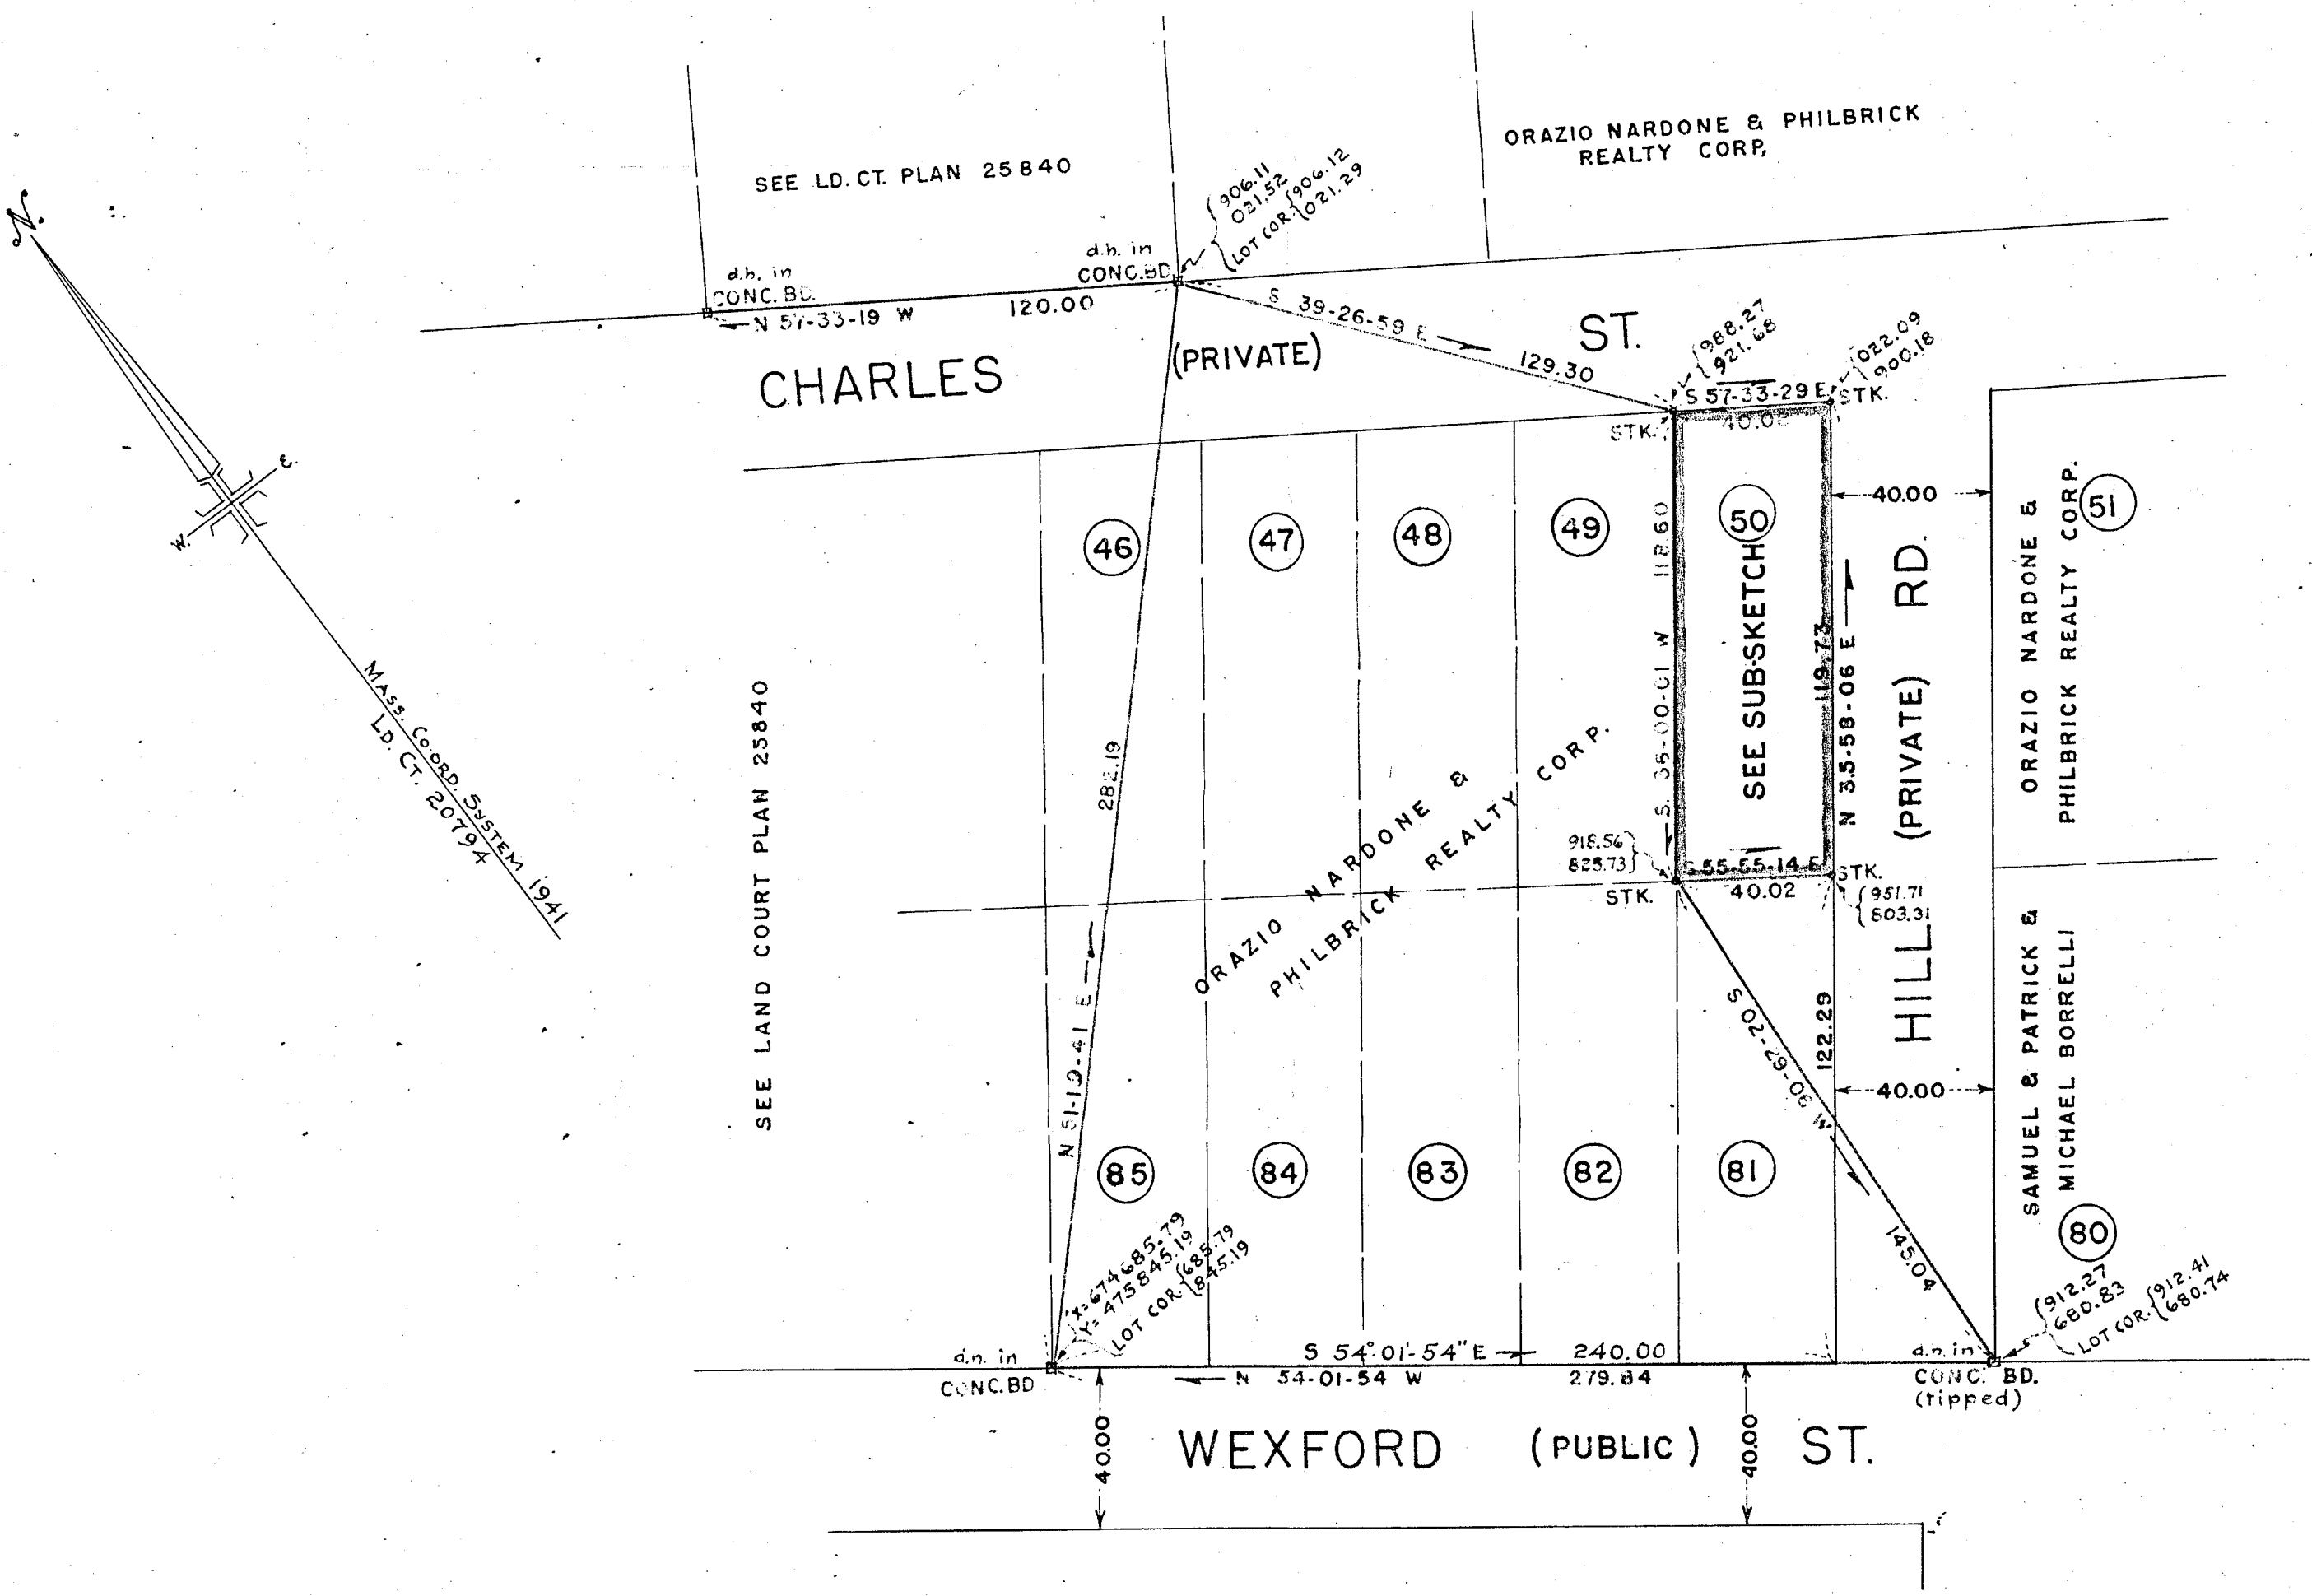 ORAZIO NARDONE & PHILBRICK
REALTY CORP,
SEE LD. CT. PLAN 25840
906.11
021.52
LOT COR. 906.12
021.29
N.
E.
W.
MASS. CO-ORD. SYSTEM 1941
LD. CT. 20794
d.h. in
CONC. BD.
d.h. in
CONC. BD
N 57-33-19 W 120.00
S 39-26-59 E
129.30
CHARLES
(PRIVATE)
ST.
988.27
921.68
022.09
900.18
S 57-33-29 E
STK.
STK.
46
47
48
49
50
SEE SUB-SKETCH
S. 36-00-01 W 118.60
119.73
N 35-58-06 E
40.00
HILL (PRIVATE) RD.
ORAZIO NARDONE &
PHILBRICK REALTY CORP.
51
SEE LAND COURT PLAN 25840
282.19
N 51-19-41 E
ORAZIO NARDONE &
PHILBRICK REALTY CORP.
918.56
825.73
S 55-55-14 E
STK.
STK.
40.02
951.71
803.31
122.29
40.00
145.04
SAMUEL & PATRICK &
MICHAEL BORRELI
80
85
84
83
82
81
X=674685.79
Y=475845.19
LOT COR. 685.79
845.19
912.27
680.83
LOT COR. 912.41
680.74
d.h. in
CONC. BD
S 54°-01'-54" E 240.00
N 54-01-54 W 279.84
d.h. in
CONC. BD.
(tipped)
40.00
WEXFORD (PUBLIC) ST.
40.00